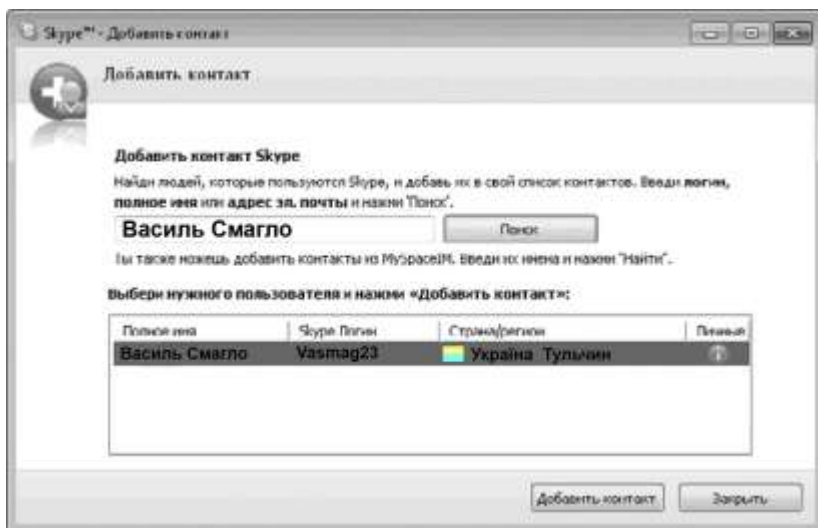 Skype™ - Добавить контакт
Добавить контакт
Добавить контакт Skype
Найди людей, которые пользуются Skype, и добавь их в свой список контактов. Введи логин,
полное имя или адрес эл. почты и нажми 'Поиск'.
Василь Смагло Поиск
Ты также можешь добавить контакты из MySpaceIM. Введи их имена и нажми "Найти".
Выбери нужного пользователя и нажми «Добавить контакт»:
Полное имя Skype Логин Страна/регион Личные
Василь Смагло Vasmag23 Україна Тульчин
Добавить контакт Закрыть